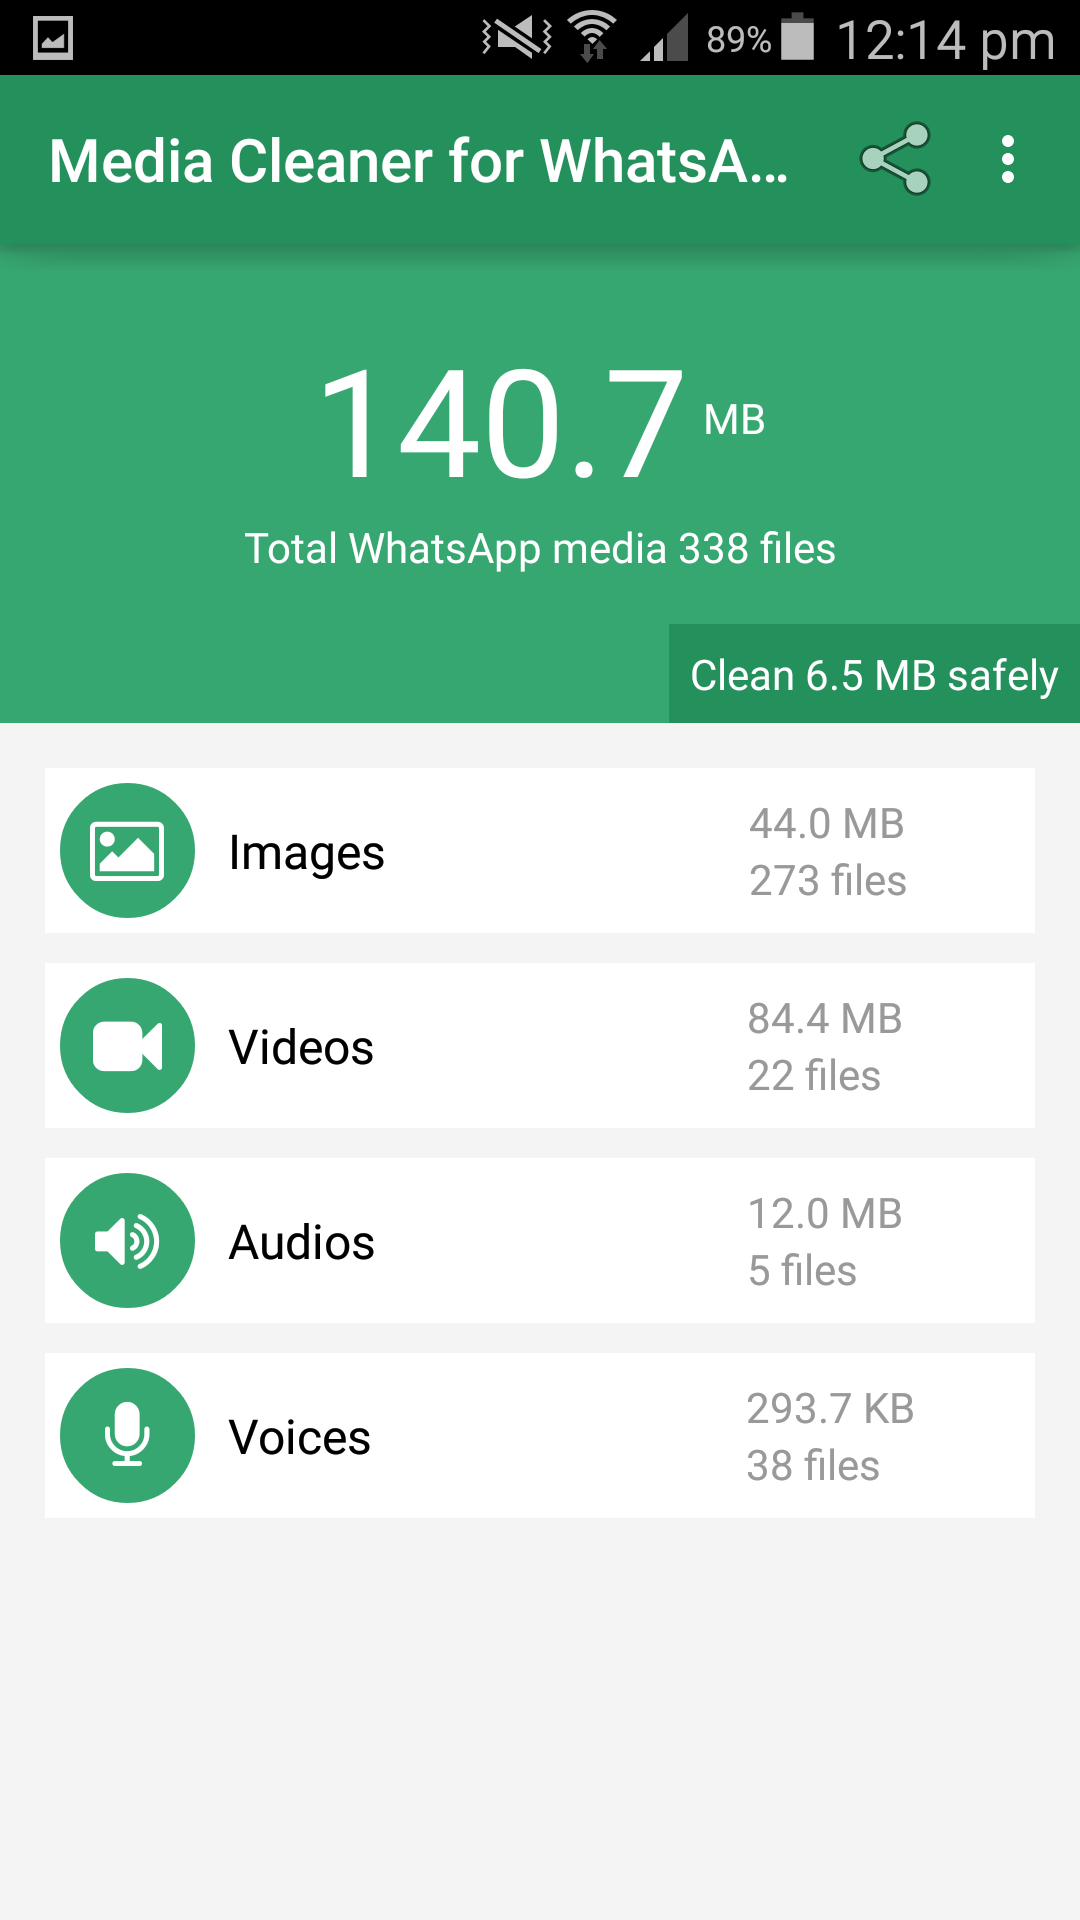 89% 12:14 pm
Media Cleaner for WhatsA...
140.7 MB
Total WhatsApp media 338 files
Clean 6.5 MB safely
Images
44.0 MB
273 files
Videos
84.4 MB
22 files
Audios
12.0 MB
5 files
Voices
293.7 KB
38 files